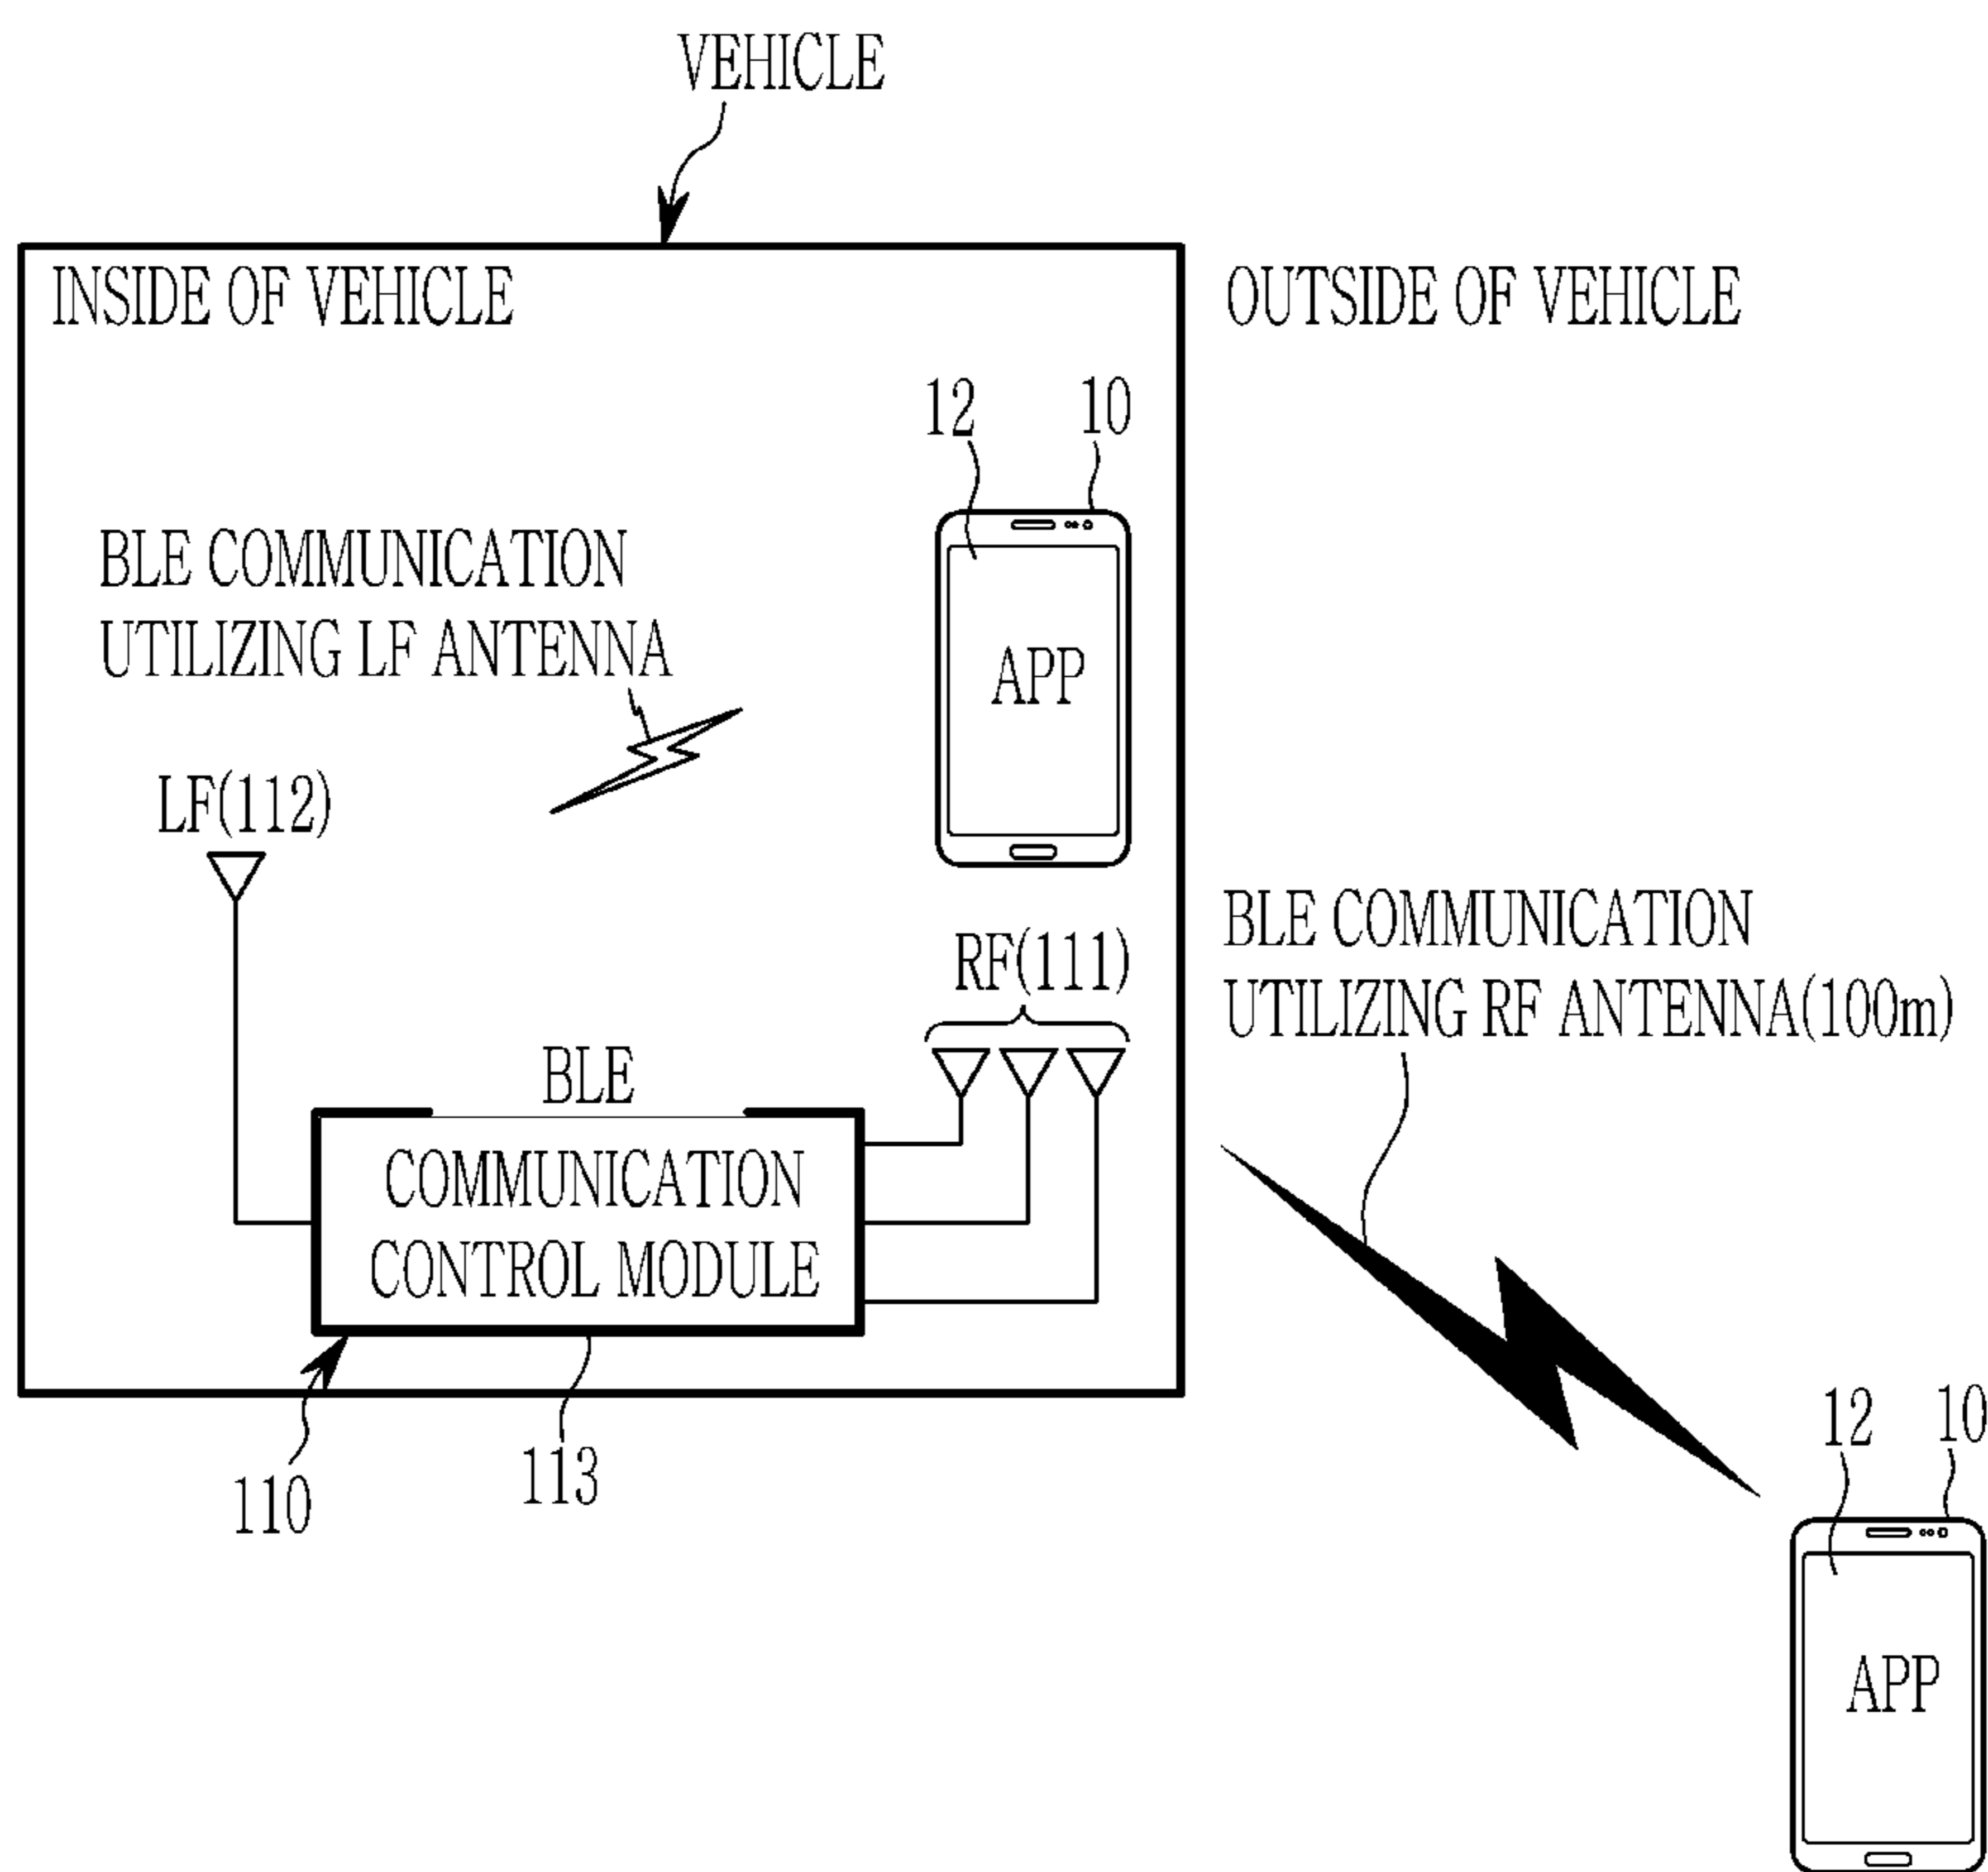 VEHICLE
INSIDE OF VEHICLE
OUTSIDE OF VEHICLE
12
10
BLE COMMUNICATION
UTILIZING LF ANTENNA
APP
LF(112)
RF(111)
BLE COMMUNICATION
UTILIZING RF ANTENNA(100m)
BLE
COMMUNICATION
CONTROL MODULE
110
113
12
10
APP